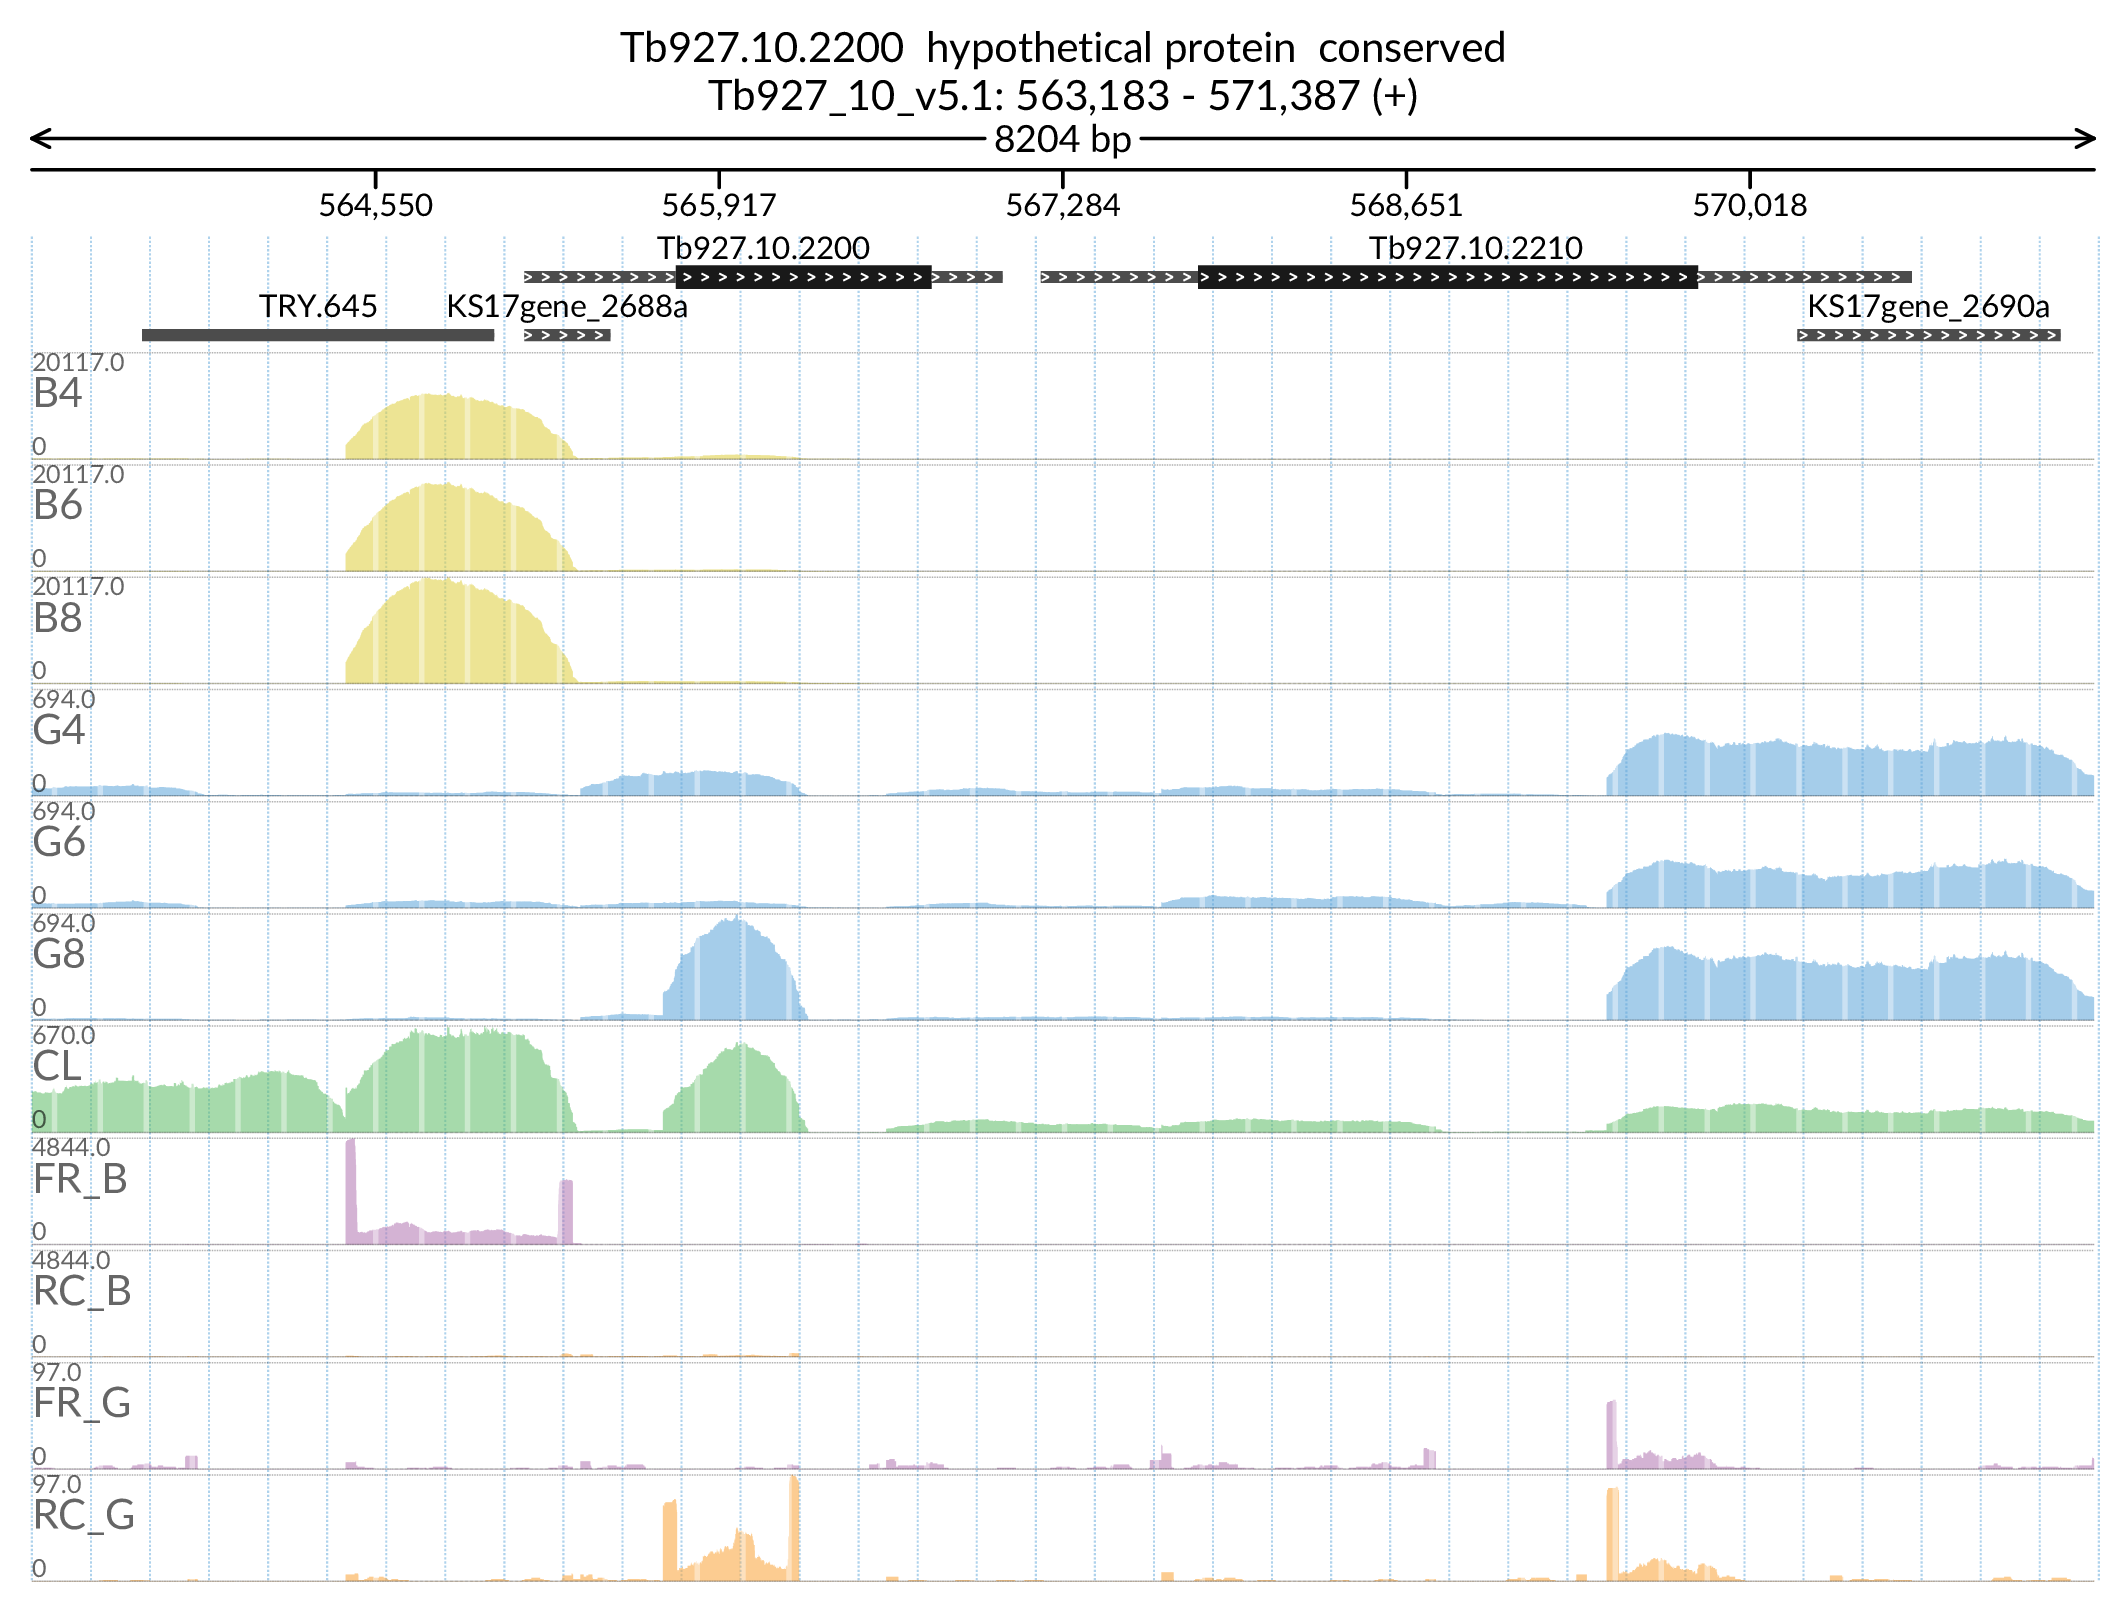 Tb927.10.2200  hypothetical protein  conserved
Tb927_10_v5.1: 563,183 - 571,387 (+)
8204 bp
564,550 565,917 567,284 568,651 570,018
Tb927.10.2200 Tb927.10.2210
TRY.645 KS17gene_2688a KS17gene_2690a
20117.0
B4
0
20117.0
B6
0
20117.0
B8
0
694.0
G4
0
694.0
G6
0
694.0
G8
0
670.0
CL
0
4844.0
FR_B
0
4844.0
RC_B
0
97.0
FR_G
0
97.0
RC_G
0